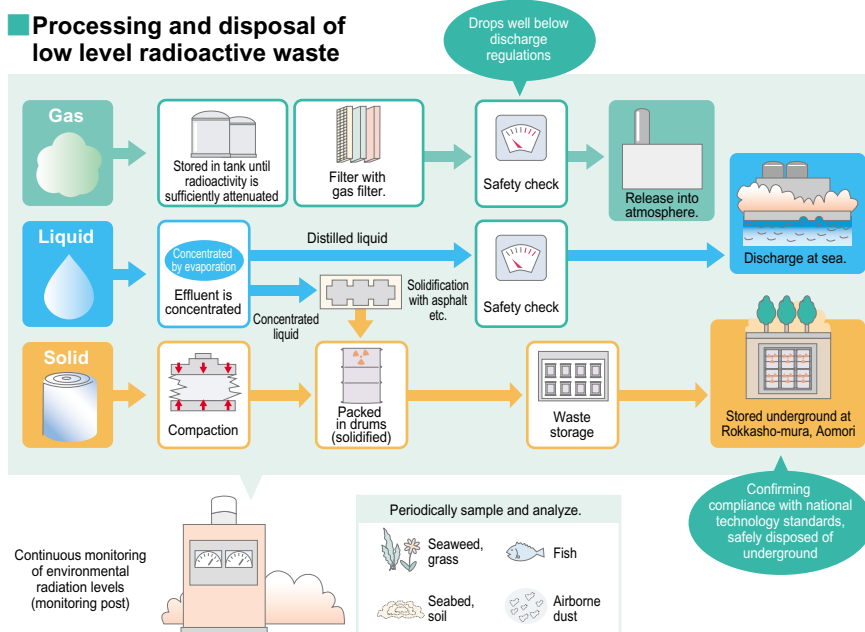 Processing and disposal of
low level radioactive waste
Drops well below
discharge
regulations
Gas
Stored in tank until
radioactivity is
sufficiently attenuated
Filter with
gas filter.
Safety check
Release into
atmosphere.
Liquid
Concentrated
by evaporation
Effluent is
concentrated
Distilled liquid
Concentrated
liquid
Solidification
with asphalt
etc.
Safety check
Discharge at sea.
Solid
Compaction
Packed
in drums
(solidified)
Waste
storage
Stored underground at
Rokkasho-mura, Aomori
Confirming
compliance with national
technology standards,
safely disposed of
underground
Continuous monitoring
of environmental
radiation levels
(monitoring post)
Periodically sample and analyze.
Seaweed,
grass
Fish
Seabed,
soil
Airborne
dust